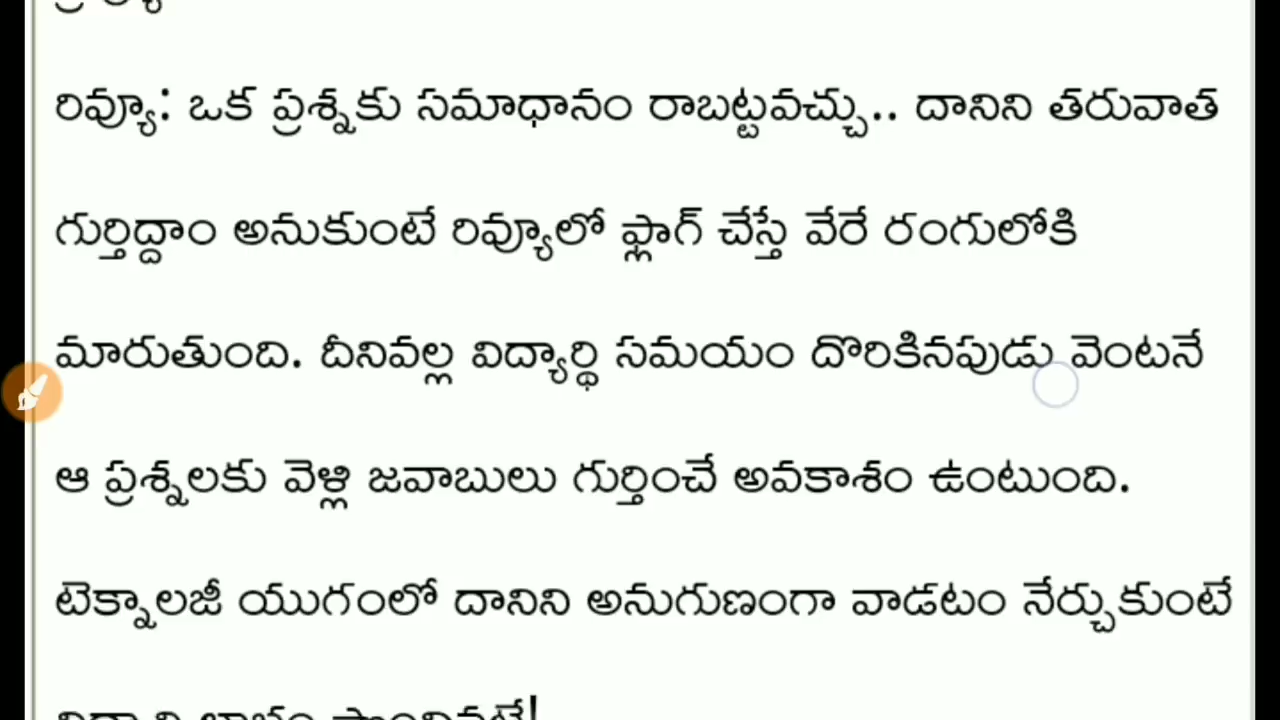 రివ్యూ: ఒక ప్రశ్నకు సమాధానం రాబట్టవచ్చు.. దానిని తరువాత
గుర్తిద్దాం అనుకుంటే రివ్యూలో ఫ్లాగ్ చేస్తే వేరే రంగులోకి
మారుతుంది. దీనివల్ల విద్యార్థి సమయం దొరికినపుడు వెంటనే
ఆ ప్రశ్నలకు వెళ్లి జవాబులు గుర్తించే అవకాశం ఉంటుంది.
టెక్నాలజీ యుగంలో దానిని అనుగుణంగా వాడటం నేర్చుకుంటే